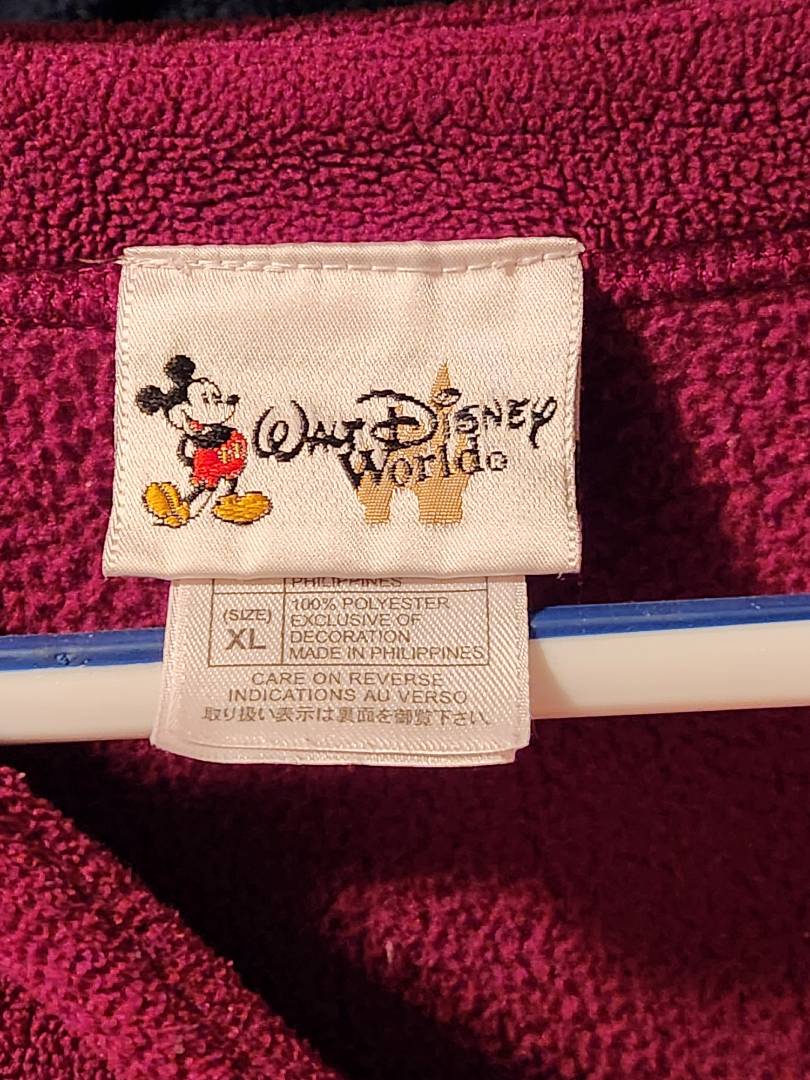 Walt Disney
World®
PHILIPPINES
(SIZE)
XL
100% POLYESTER
EXCLUSIVE OF
DECORATION
MADE IN PHILIPPINES
CARE ON REVERSE
INDICATIONS AU VERSO
取り扱い表示は裏面を御覧下さい。